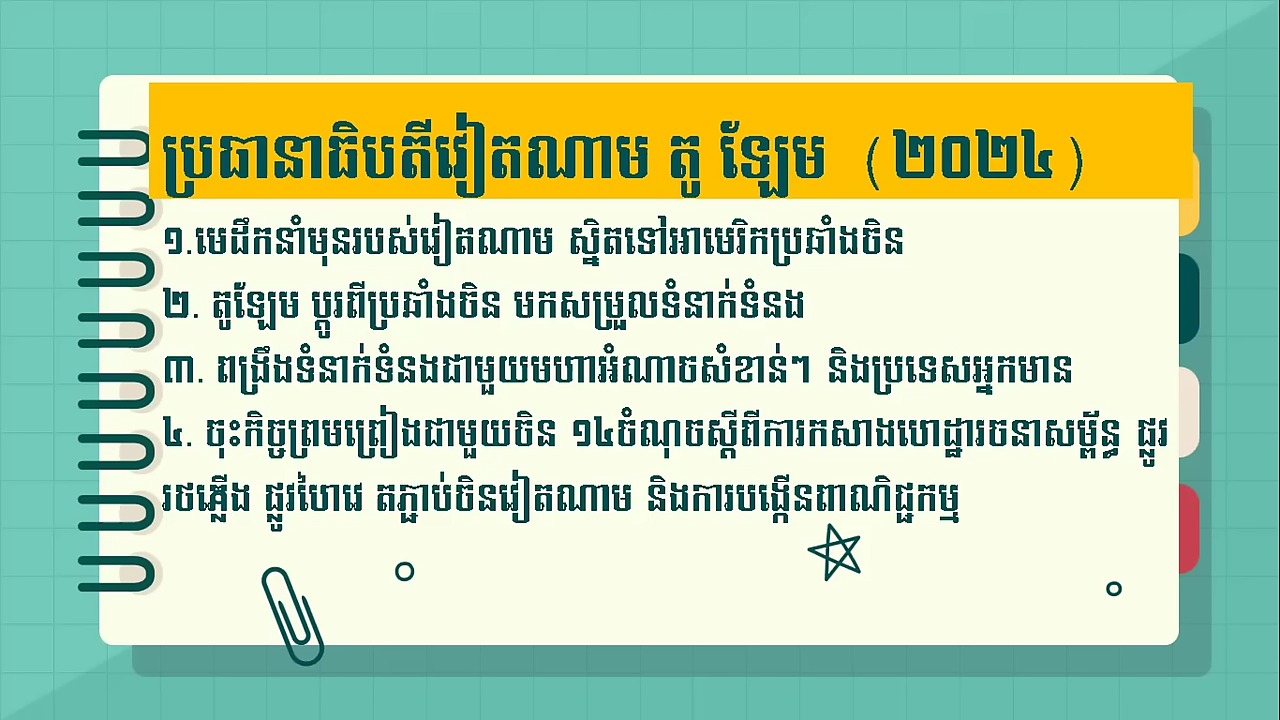 ប្រធានាធិបតីវៀតណាម តូ ឡែម (២០២៤)
១.មេដឹកនាំមុនរបស់វៀតណាម ស្និតទៅអាមេរិកប្រឆាំងចិន
២. តូឡែម ប្តូរពីប្រឆាំងចិន មកសម្រួលទំនាក់ទំនង
៣. ពង្រឹងទំនាក់ទំនងជាមួយមហាអំណាចសំខាន់ៗ និងប្រទេសអ្នកមាន
៤. ចុះកិច្ចព្រមព្រៀងជាមួយចិន ១៤ចំណុចស្តីពីការកសាងហេដ្ឋារចនាសម្ព័ន្ធ ផ្លូវ
រថភ្លើង ផ្លូវហៃវេ តភ្ជាប់ចិនវៀតណាម និងការបង្កើនពាណិជ្ជកម្ម